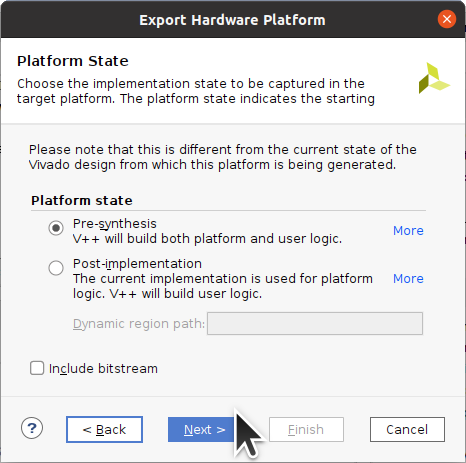 Export Hardware Platform
Platform State
Choose the implementation state to be captured in the
target platform. The platform state indicates the starting
Please note that this is different from the current state of the
Vivado design from which this platform is being generated.
Platform state
Pre-synthesis
V++ will build both platform and user logic.
More
Post-implementation
The current implementation is used for platform
logic. V++ will build user logic.
More
Dynamic region path:
Include bitstream
? < Back Next > Finish Cancel